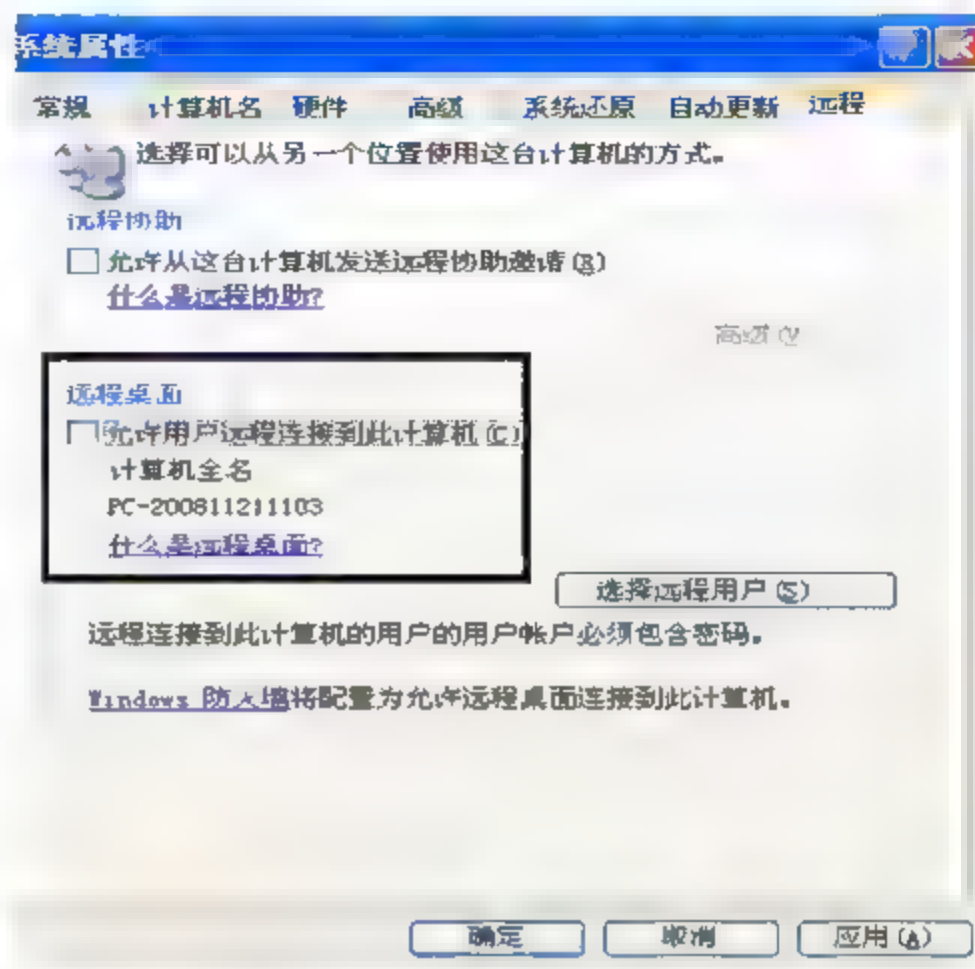 系统属性
常规 计算机名 硬件 高级 系统还原 自动更新 远程
选择可以从另一个位置使用这台计算机的方式。
远程协助
允许从这台计算机发送远程协助邀请(R)
什么是远程协助?
高级(V
远程桌面
允许用户远程连接到此计算机(C)
计算机全名
PC-200811211103
什么是远程桌面?
选择远程用户(S)
远程连接到此计算机的用户的用户帐户必须包含密码。
Windows 防火墙将配置为允许远程桌面连接到此计算机。
确定 取消 应用(A)